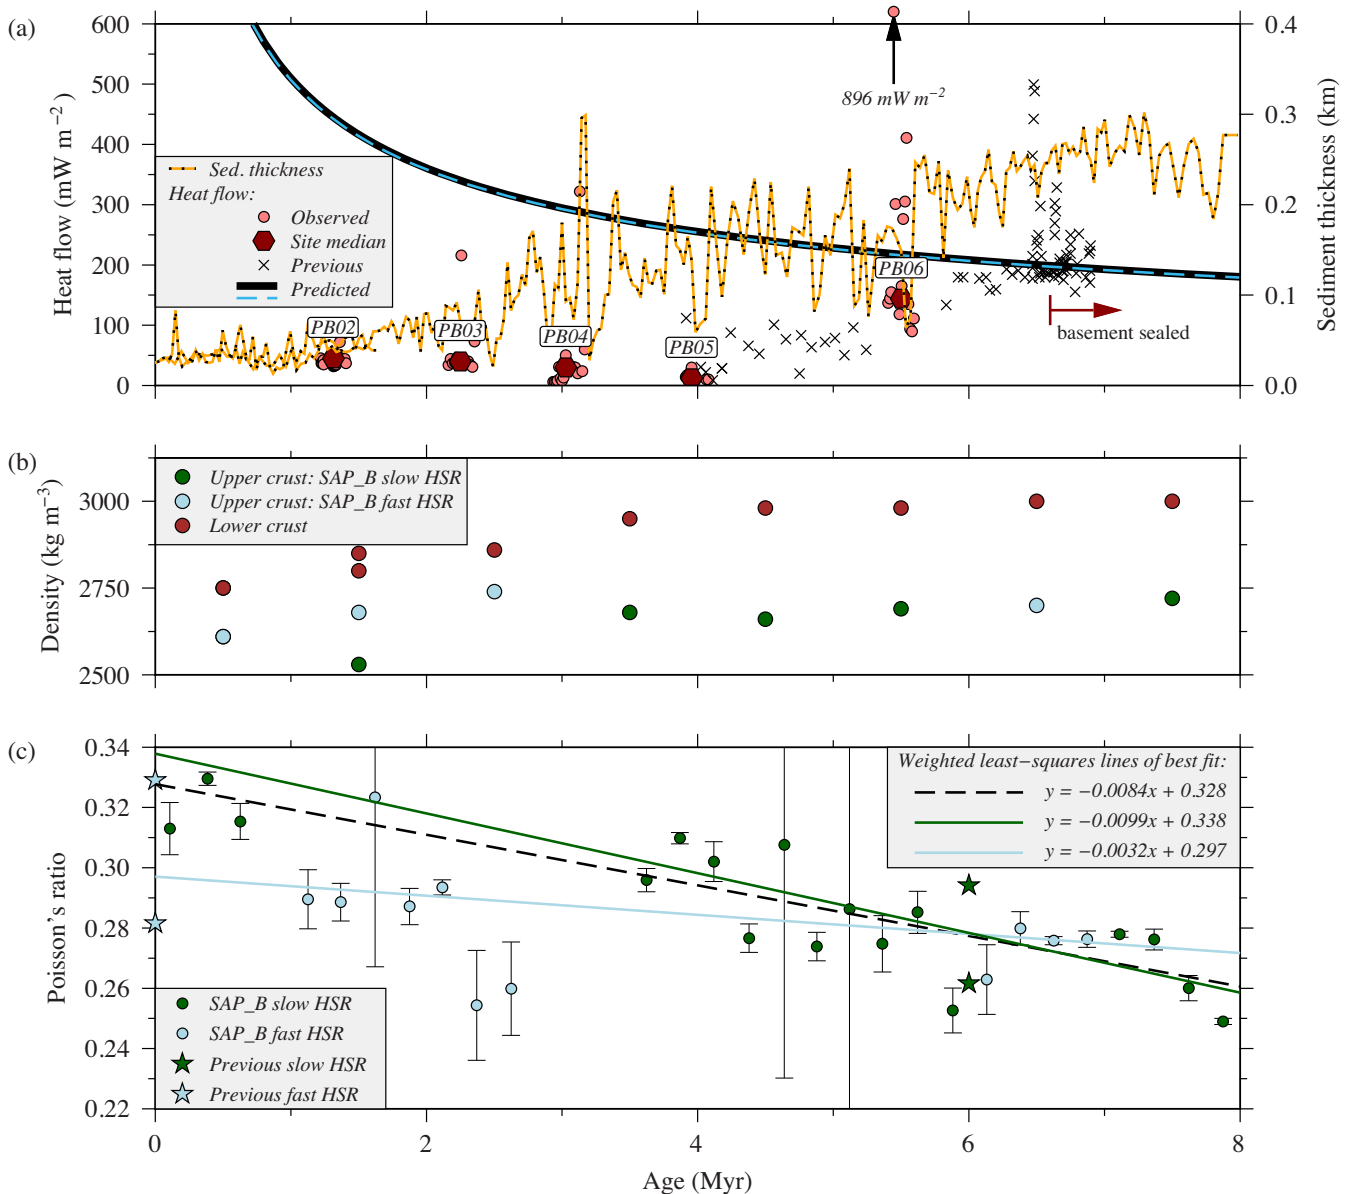 (a)
600
500
400
300
200
100
0
Heat flow (mW m−2)
0.4
0.3
0.2
0.1
0.0
Sediment thickness (km)
896 mW m−2
Sed. thickness
Heat flow:
Observed
Site median
Previous
Predicted
PB02
PB03
PB04
PB05
PB06
basement sealed
(b)
3000
2750
2500
Density (kg m−3)
Upper crust: SAP_B slow HSR
Upper crust: SAP_B fast HSR
Lower crust
(c)
0.34
0.32
0.30
0.28
0.26
0.24
0.22
Poisson's ratio
Weighted least−squares lines of best fit:
y = −0.0084x + 0.328
y = −0.0099x + 0.338
y = −0.0032x + 0.297
SAP_B slow HSR
SAP_B fast HSR
Previous slow HSR
Previous fast HSR
0 2 4 6 8
Age (Myr)